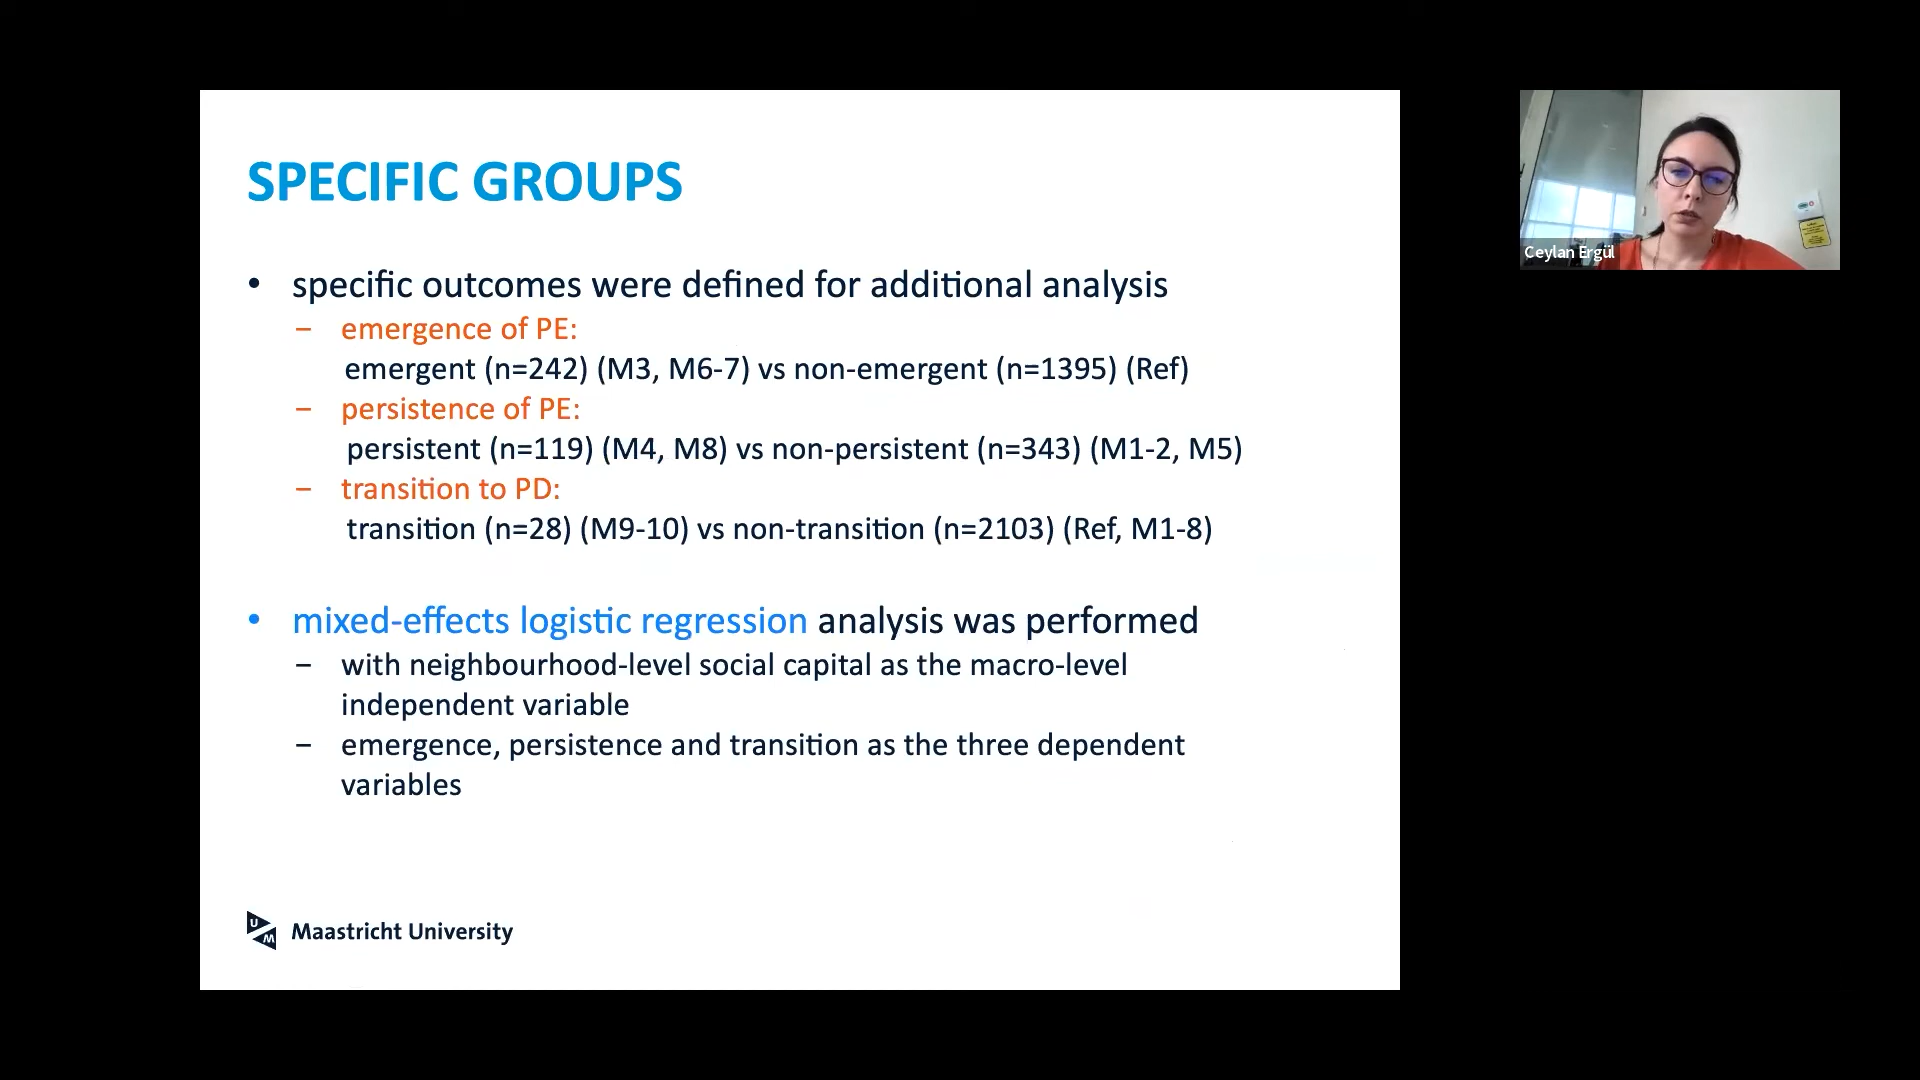 SPECIFIC GROUPS
• specific outcomes were defined for additional analysis
– emergence of PE:
emergent (n=242) (M3, M6-7) vs non-emergent (n=1395) (Ref)
– persistence of PE:
persistent (n=119) (M4, M8) vs non-persistent (n=343) (M1-2, M5)
– transition to PD:
transition (n=28) (M9-10) vs non-transition (n=2103) (Ref, M1-8)
• mixed-effects logistic regression analysis was performed
– with neighbourhood-level social capital as the macro-level
independent variable
– emergence, persistence and transition as the three dependent
variables
U
M
Maastricht University
Ceylan Ergül